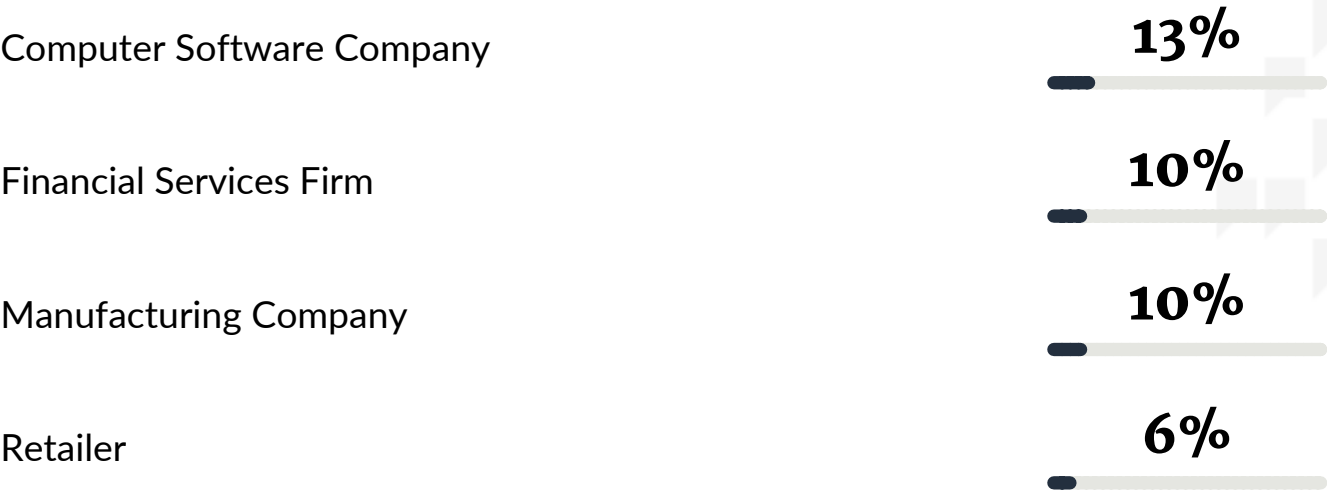 Computer Software Company 13%
Financial Services Firm 10%
Manufacturing Company 10%
Retailer 6%